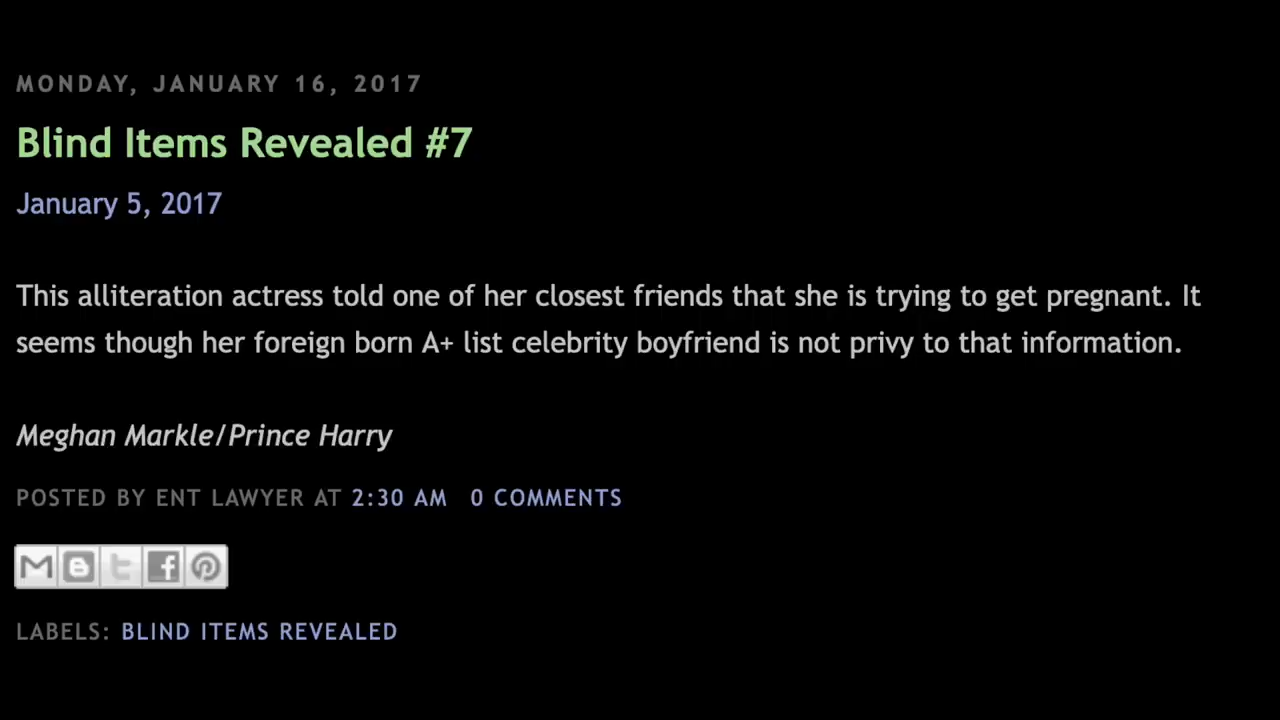 MONDAY, JANUARY 16, 2017
Blind Items Revealed #7
January 5, 2017
This alliteration actress told one of her closest friends that she is trying to get pregnant. It
seems though her foreign born A+ list celebrity boyfriend is not privy to that information.
Meghan Markle/Prince Harry
POSTED BY ENT LAWYER AT 2:30 AM 0 COMMENTS
LABELS: BLIND ITEMS REVEALED